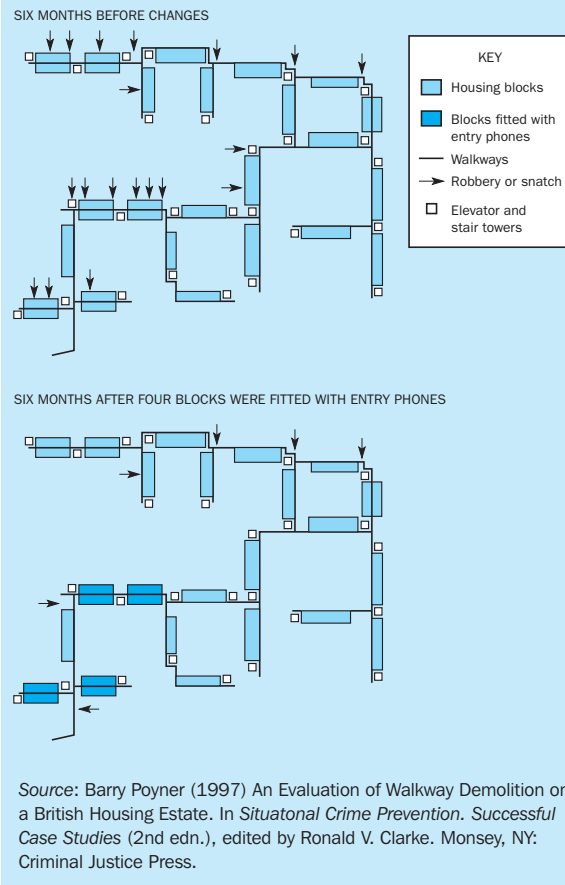 SIX MONTHS BEFORE CHANGES
KEY
Housing blocks
Blocks fitted with
entry phones
Walkways
Robbery or snatch
Elevator and
stair towers
SIX MONTHS AFTER FOUR BLOCKS WERE FITTED WITH ENTRY PHONES
Source: Barry Poyner (1997) An Evaluation of Walkway Demolition on
a British Housing Estate. In Situatonal Crime Prevention. Successful
Case Studies (2nd edn.), edited by Ronald V. Clarke. Monsey, NY:
Criminal Justice Press.